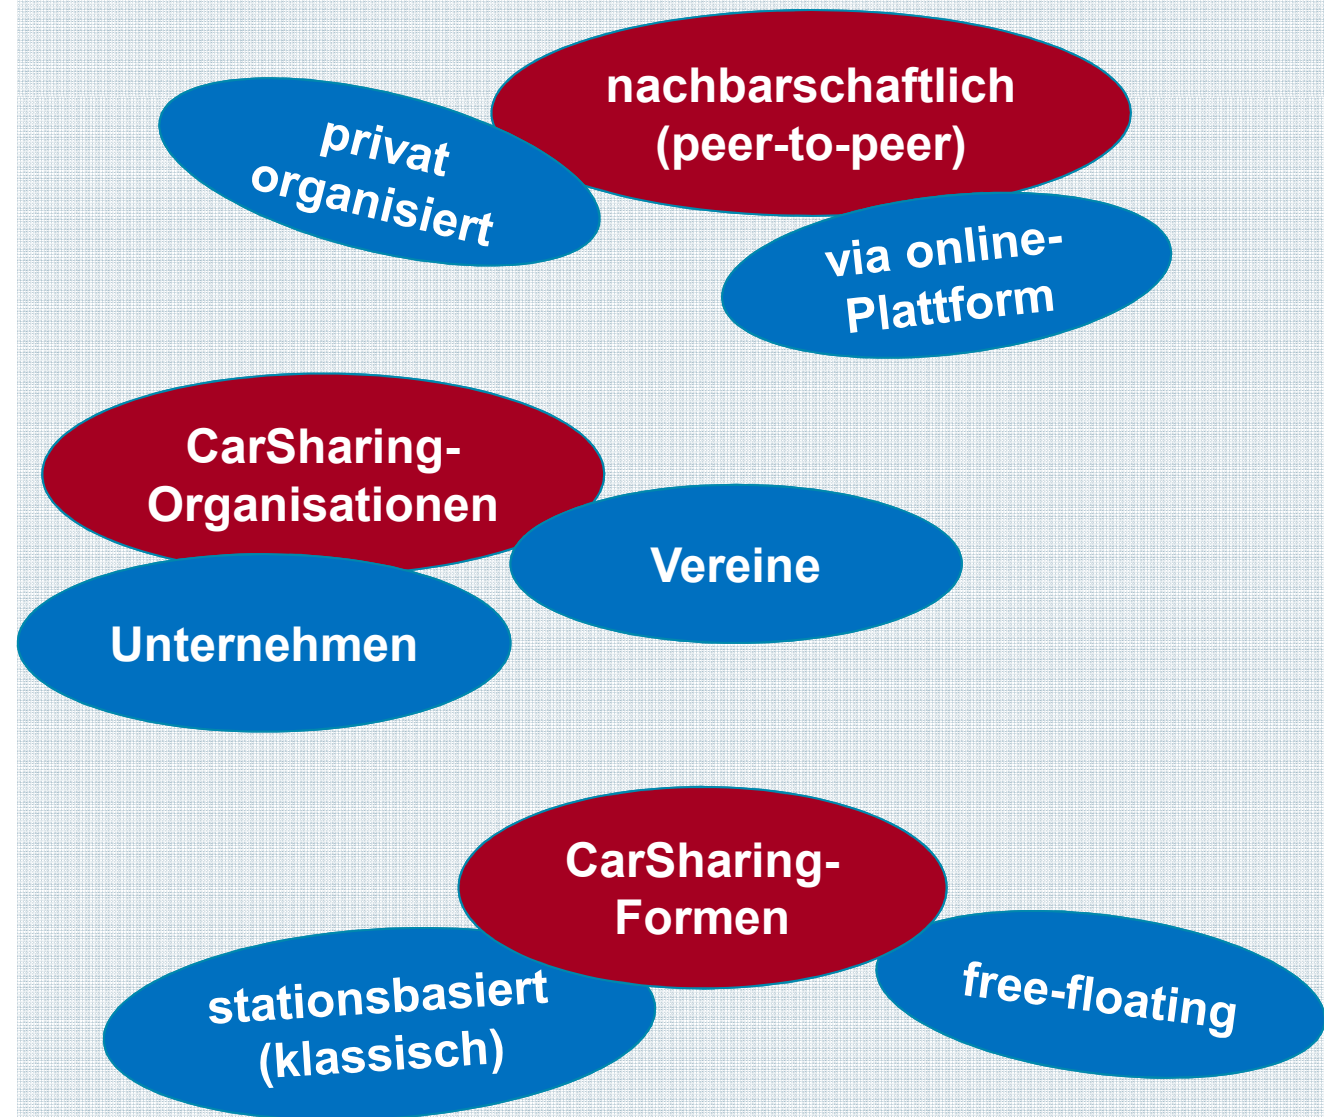 nachbarschaftlich
(peer-to-peer)
privat
organisiert
via online-
Plattform
CarSharing-
Organisationen
Vereine
Unternehmen
CarSharing-
Formen
stationsbasiert
(klassisch)
free-floating